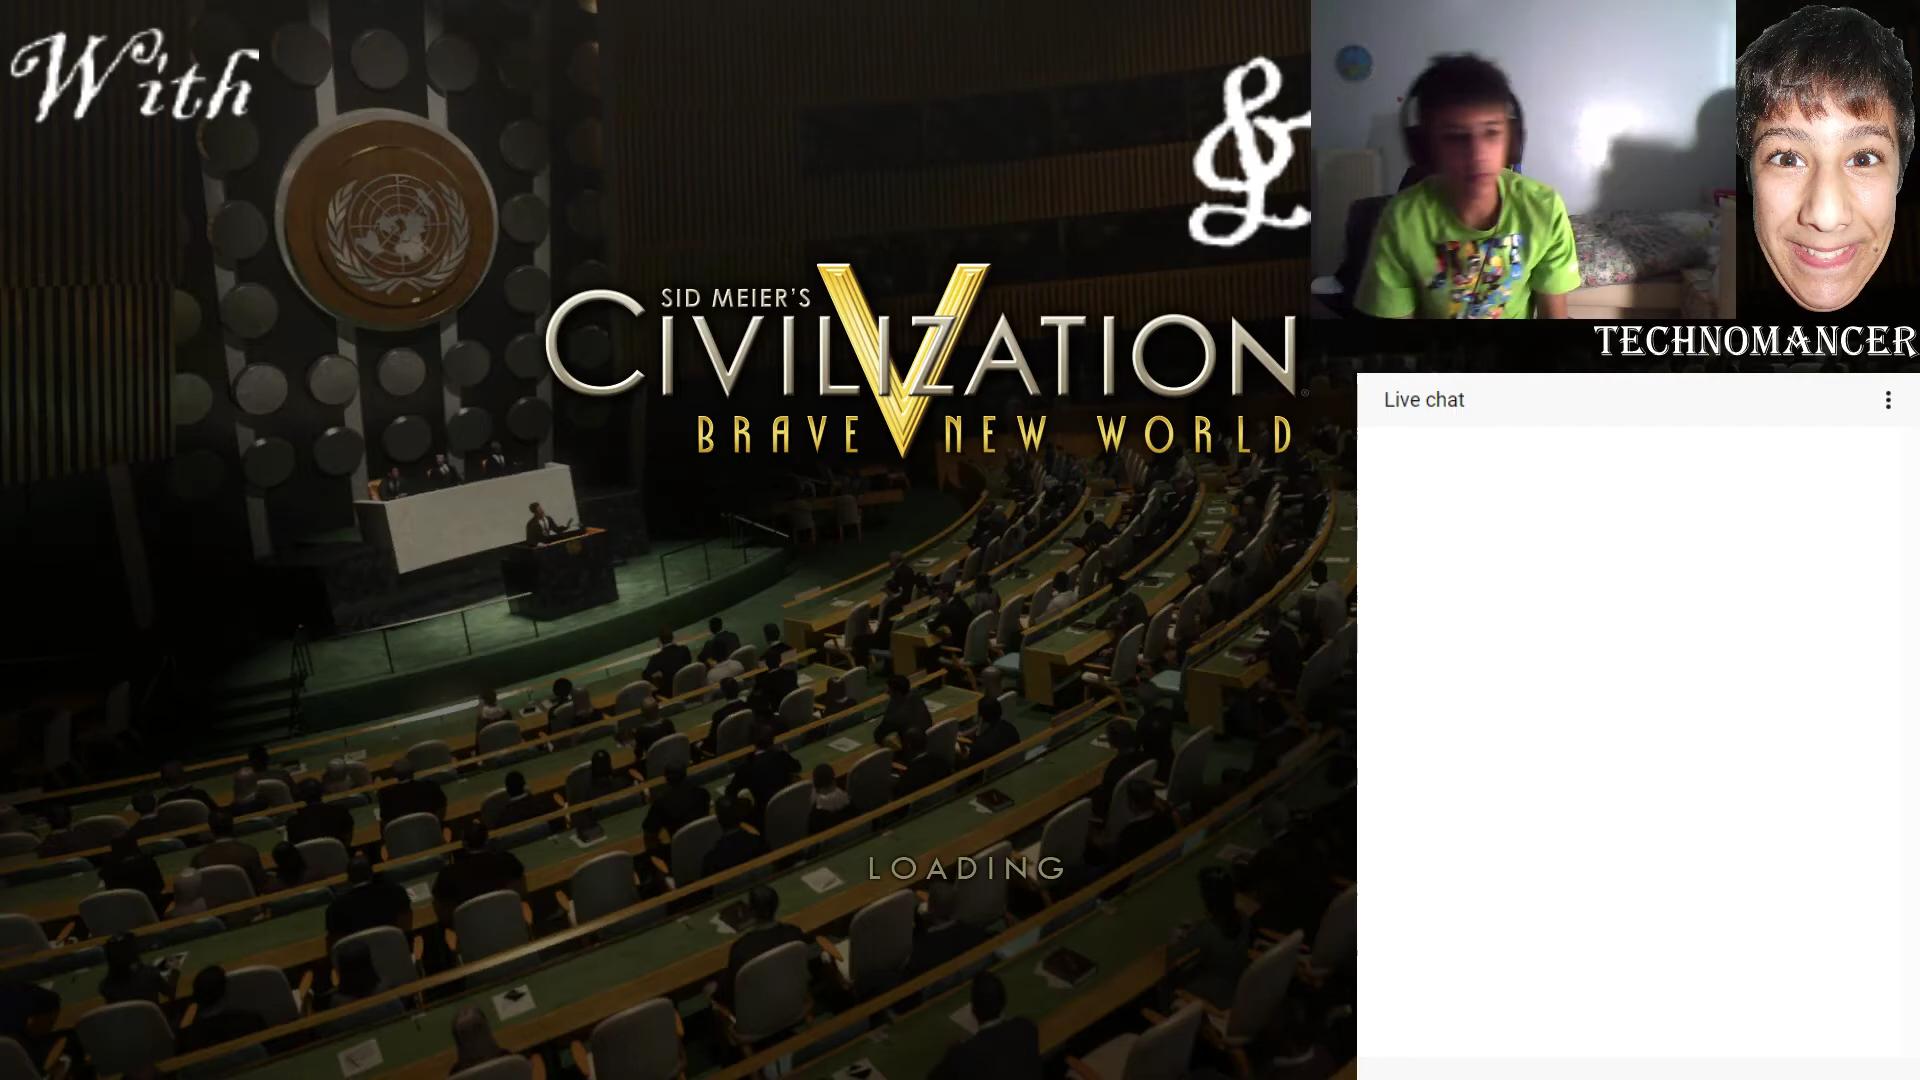 With
&
SID MEIER'S
CIVILIZATION V
BRAVE NEW WORLD
TECHNOMANCER
Live chat
LOADING